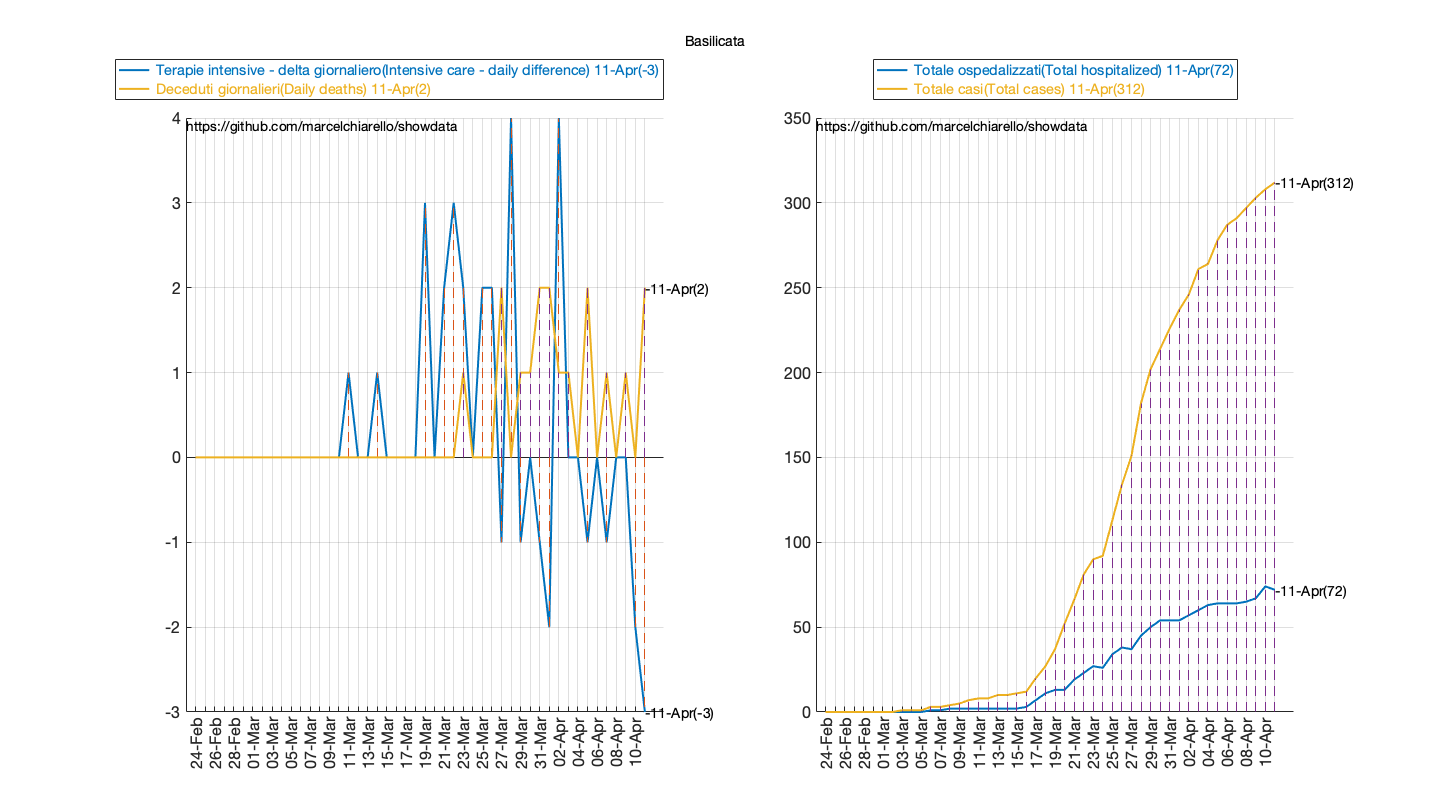 Basilicata
Terapie intensive - delta giornaliero(Intensive care - daily difference) 11-Apr(-3)
Deceduti giornalieri(Daily deaths) 11-Apr(2)
https://github.com/marcelchiarello/showdata
4
3
2
1
0
-1
-2
-3
-11-Apr(2)
-11-Apr(-3)
24-Feb
26-Feb
28-Feb
01-Mar
03-Mar
05-Mar
07-Mar
09-Mar
11-Mar
13-Mar
15-Mar
17-Mar
19-Mar
21-Mar
23-Mar
25-Mar
27-Mar
29-Mar
31-Mar
02-Apr
04-Apr
06-Apr
08-Apr
10-Apr
Totale ospedalizzati(Total hospitalized) 11-Apr(72)
Totale casi(Total cases) 11-Apr(312)
https://github.com/marcelchiarello/showdata
350
300
250
200
150
100
50
0
-11-Apr(312)
-11-Apr(72)
24-Feb
26-Feb
28-Feb
01-Mar
03-Mar
05-Mar
07-Mar
09-Mar
11-Mar
13-Mar
15-Mar
17-Mar
19-Mar
21-Mar
23-Mar
25-Mar
27-Mar
29-Mar
31-Mar
02-Apr
04-Apr
06-Apr
08-Apr
10-Apr